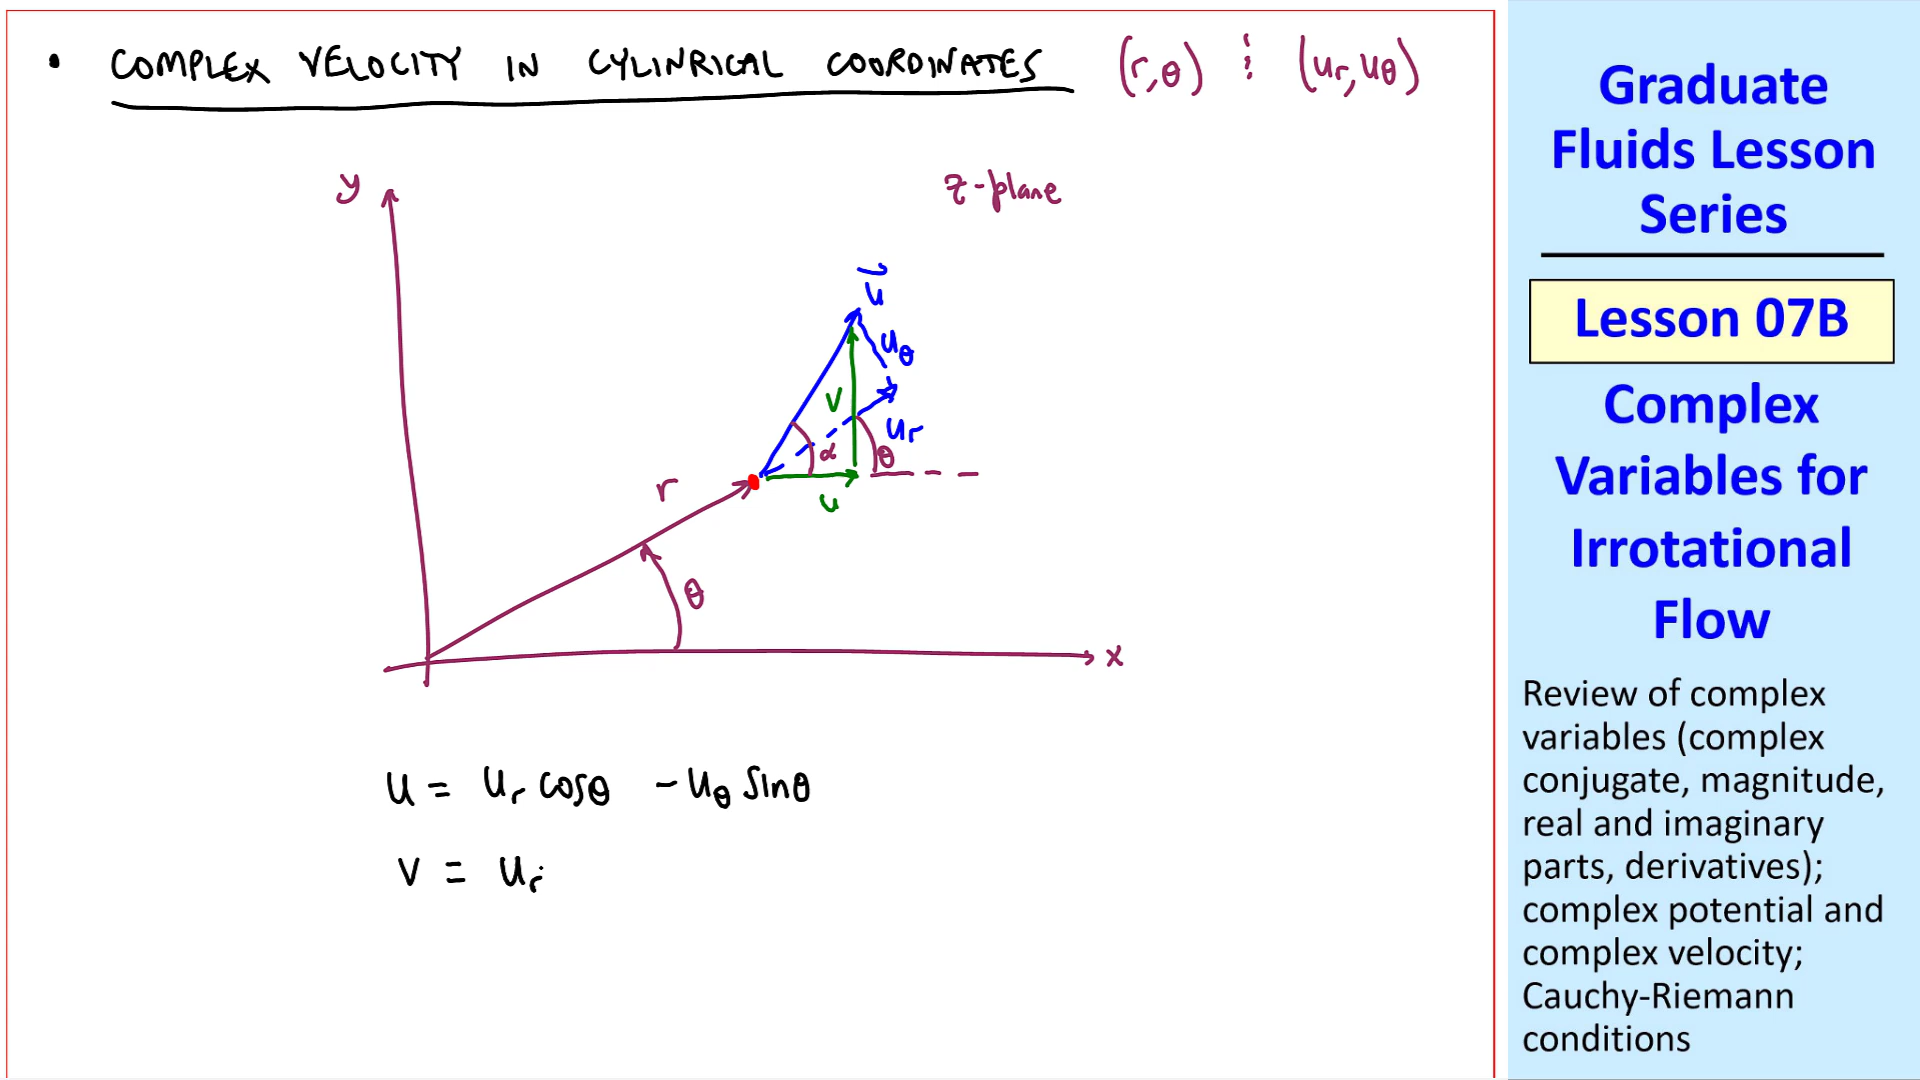 • COMPLEX VELOCITY IN CYLINRICAL COORDINATES (r,θ) ⋮ (ur,uθ)
y
z-plane
u⃗
uθ
v
ur
α
θ
r
u
θ
x
u = ur cosθ - uθ sinθ
v = ur
Graduate
Fluids Lesson
Series
Lesson 07B
Complex
Variables for
Irrotational
Flow
Review of complex
variables (complex
conjugate, magnitude,
real and imaginary
parts, derivatives);
complex potential and
complex velocity;
Cauchy-Riemann
conditions